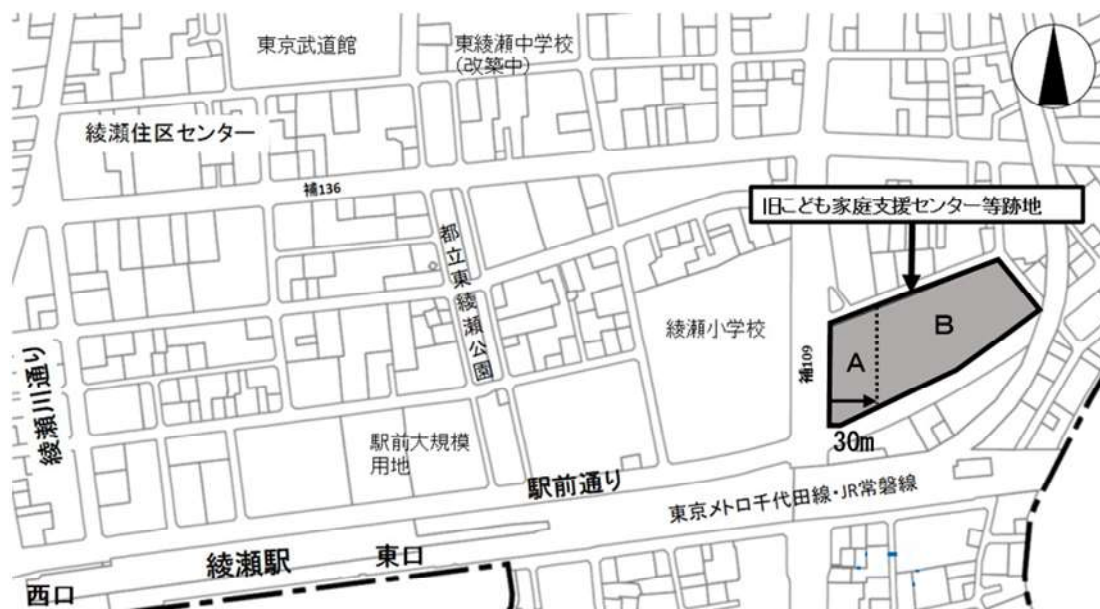 東京武道館
東綾瀬中学校
(改築中)
綾瀬住区センター
補136
旧こども家庭支援センター等跡地
都立東綾瀬公園
綾瀬小学校
B
A
補109
30m
綾瀬川通り
駅前大規模
用地
駅前通り
東京メトロ千代田線・JR常磐線
綾瀬駅
東口
西口